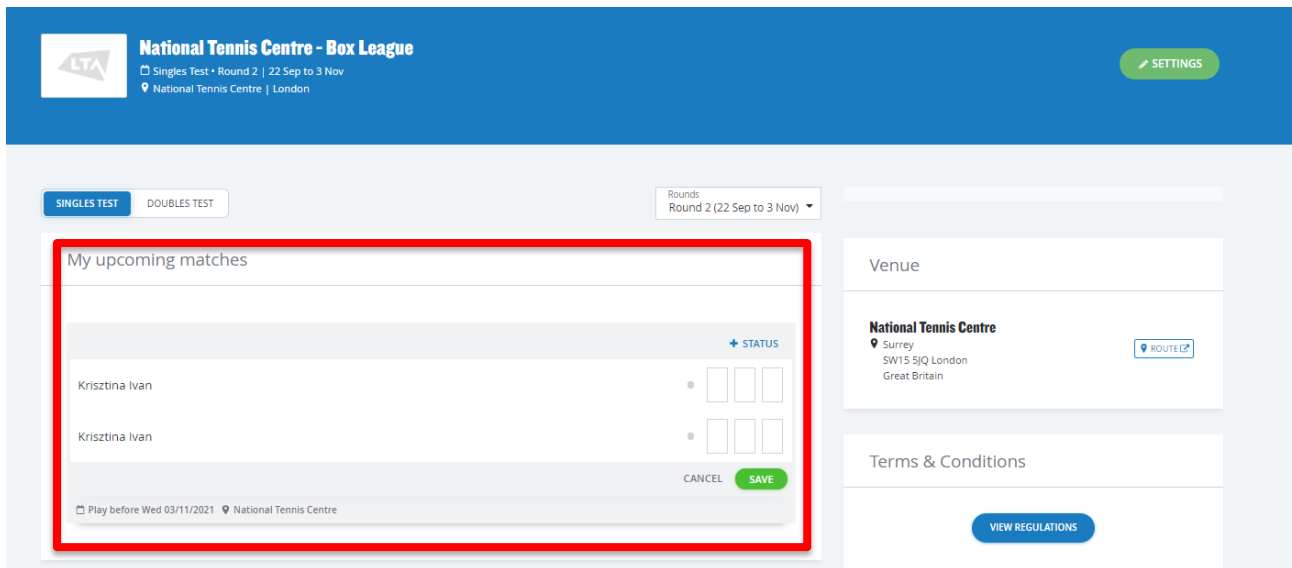 LTA
National Tennis Centre - Box League
Singles Test • Round 2 | 22 Sep to 3 Nov
National Tennis Centre | London
SETTINGS
SINGLES TEST
DOUBLES TEST
Rounds
Round 2 (22 Sep to 3 Nov)
My upcoming matches
+ STATUS
Krisztina Ivan
Krisztina Ivan
CANCEL
SAVE
Play before Wed 03/11/2021 National Tennis Centre
Venue
National Tennis Centre
Surrey
SW15 5JQ London
Great Britain
ROUTE
Terms & Conditions
VIEW REGULATIONS